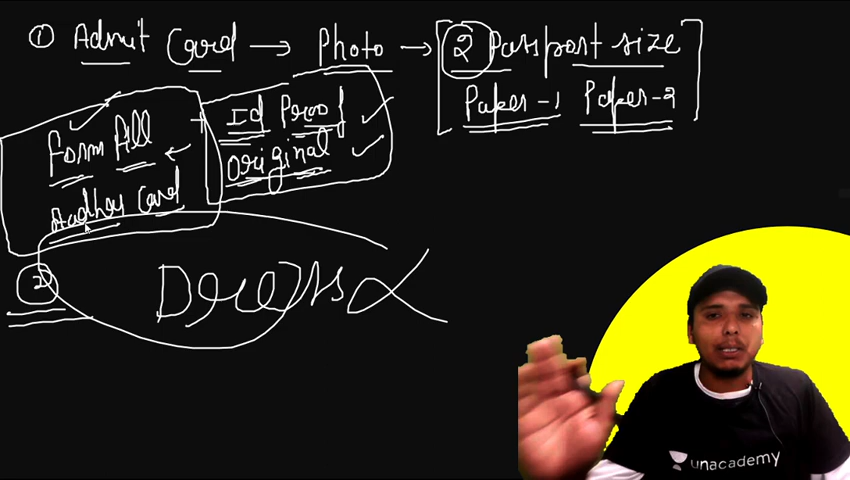 ① Admit Card → Photo → [② Passport size
Paper-1 Paper-2]
+ Id Proof ✓
Original ✓
form fill ←
Aadhar Card
② Dress
unacademy